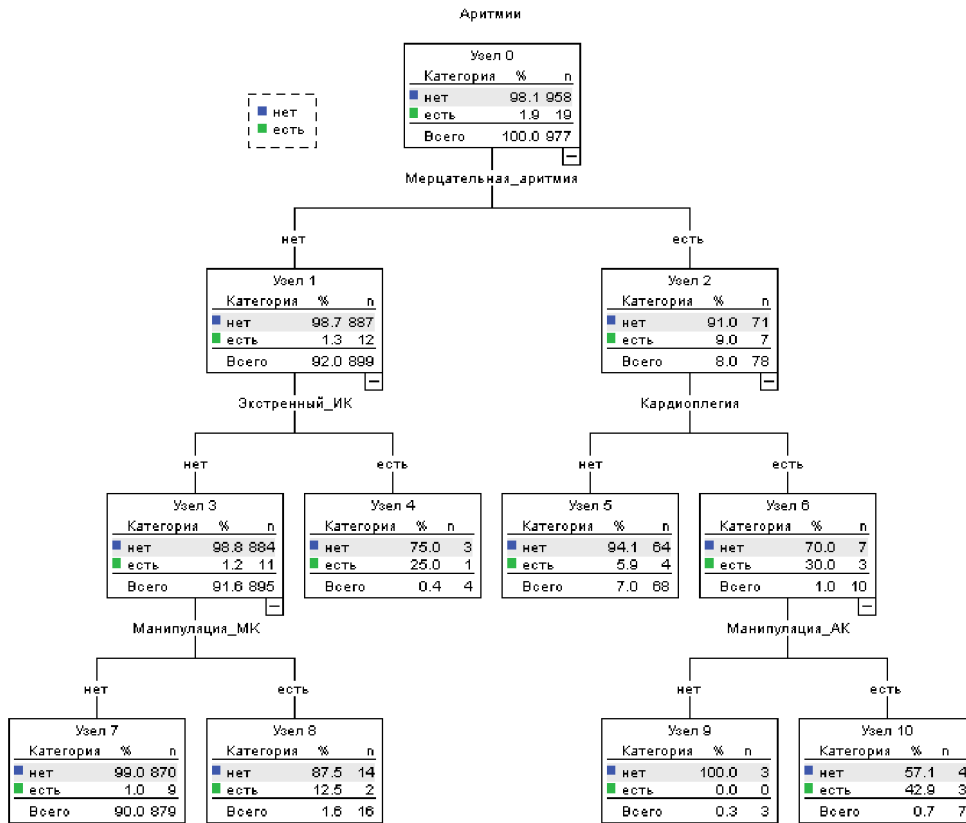 Аритмии
Узел 0
Категория % n
нет 98.1 958
есть 1.9 19
Всего 100.0 977
нет
есть
Мерцательная_аритмия
нет
есть
Узел 1
Категория % n
нет 98.7 887
есть 1.3 12
Всего 92.0 899
Узел 2
Категория % n
нет 91.0 71
есть 9.0 7
Всего 8.0 78
Экстренный_ИК
Кардиоплегия
нет
есть
нет
есть
Узел 3
Категория % n
нет 98.8 884
есть 1.2 11
Всего 91.6 895
Узел 4
Категория % n
нет 75.0 3
есть 25.0 1
Всего 0.4 4
Узел 5
Категория % n
нет 94.1 64
есть 5.9 4
Всего 7.0 68
Узел 6
Категория % n
нет 70.0 7
есть 30.0 3
Всего 1.0 10
Манипуляция_МК
Манипуляция_АК
нет
есть
нет
есть
Узел 7
Категория % n
нет 99.0 870
есть 1.0 9
Всего 90.0 879
Узел 8
Категория % n
нет 87.5 14
есть 12.5 2
Всего 1.6 16
Узел 9
Категория % n
нет 100.0 3
есть 0.0 0
Всего 0.3 3
Узел 10
Категория % n
нет 57.1 4
есть 42.9 3
Всего 0.7 7